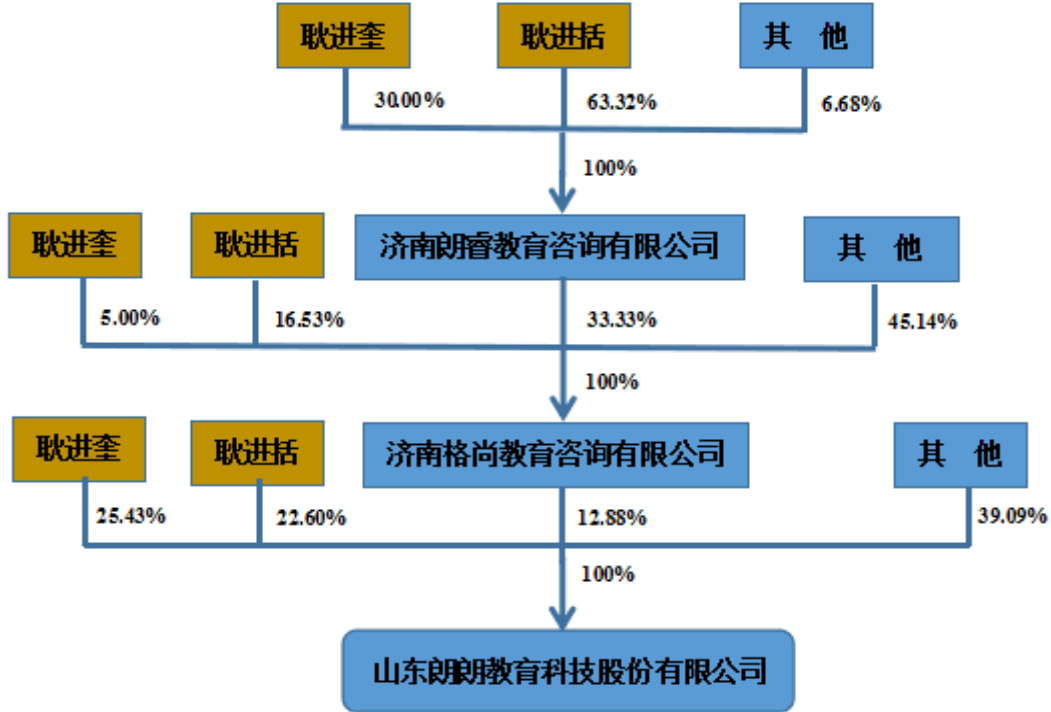 耿进奎
耿进括
其 他
30.00%
63.32%
6.68%
100%
耿进奎
耿进括
济南朗睿教育咨询有限公司
其 他
5.00%
16.53%
33.33%
45.14%
100%
耿进奎
耿进括
济南格尚教育咨询有限公司
其 他
25.43%
22.60%
12.88%
39.09%
100%
山东朗朗教育科技股份有限公司